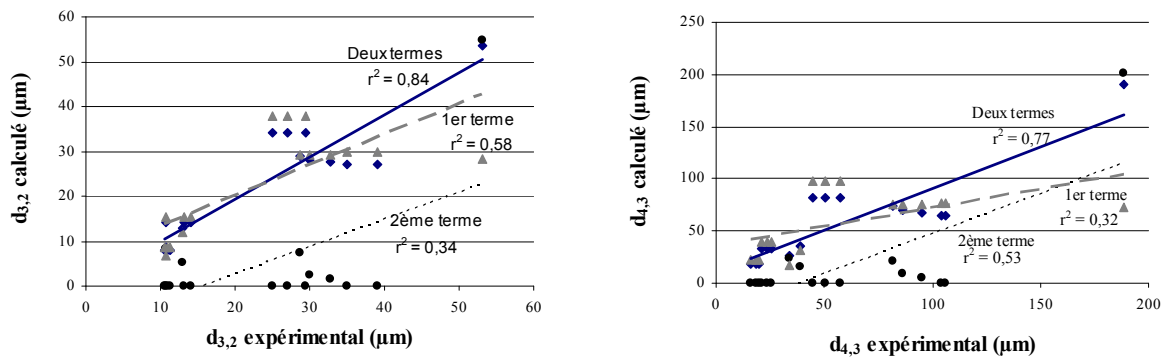 60
50
40
30
20
10
0
0 10 20 30 40 50 60
d3,2 calculé (µm)
d3,2 expérimental (µm)
Deux termes
r² = 0,84
1er terme
r² = 0,58
2ème terme
r² = 0,34
250
200
150
100
50
0
0 50 100 150 200
d4,3 calculé (µm)
d4,3 expérimental (µm)
Deux termes
r² = 0,77
1er terme
r² = 0,32
2ème terme
r² = 0,53